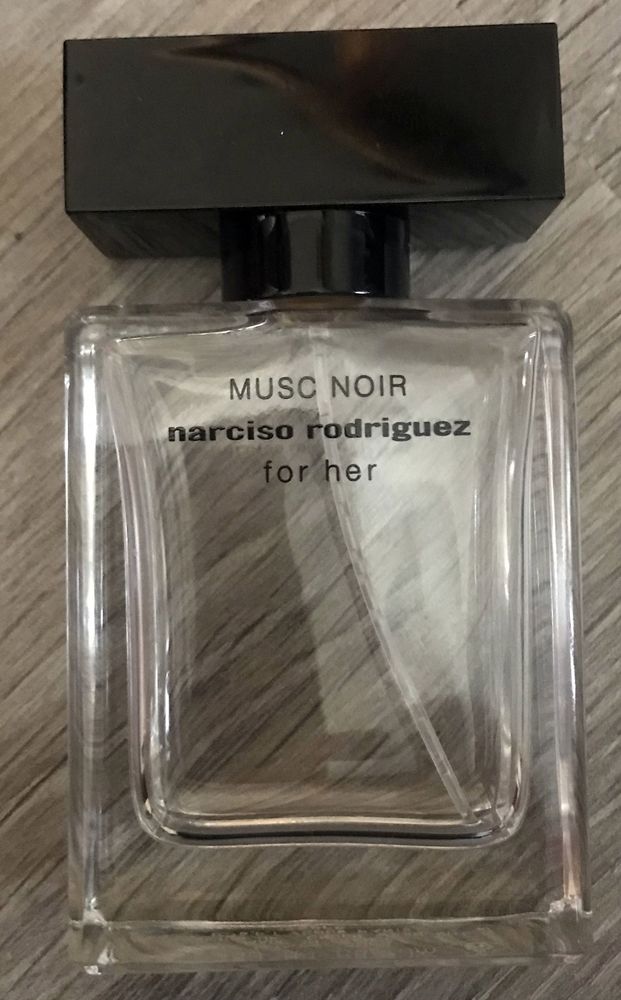 MUSC NOIR
narciso rodriguez
for her